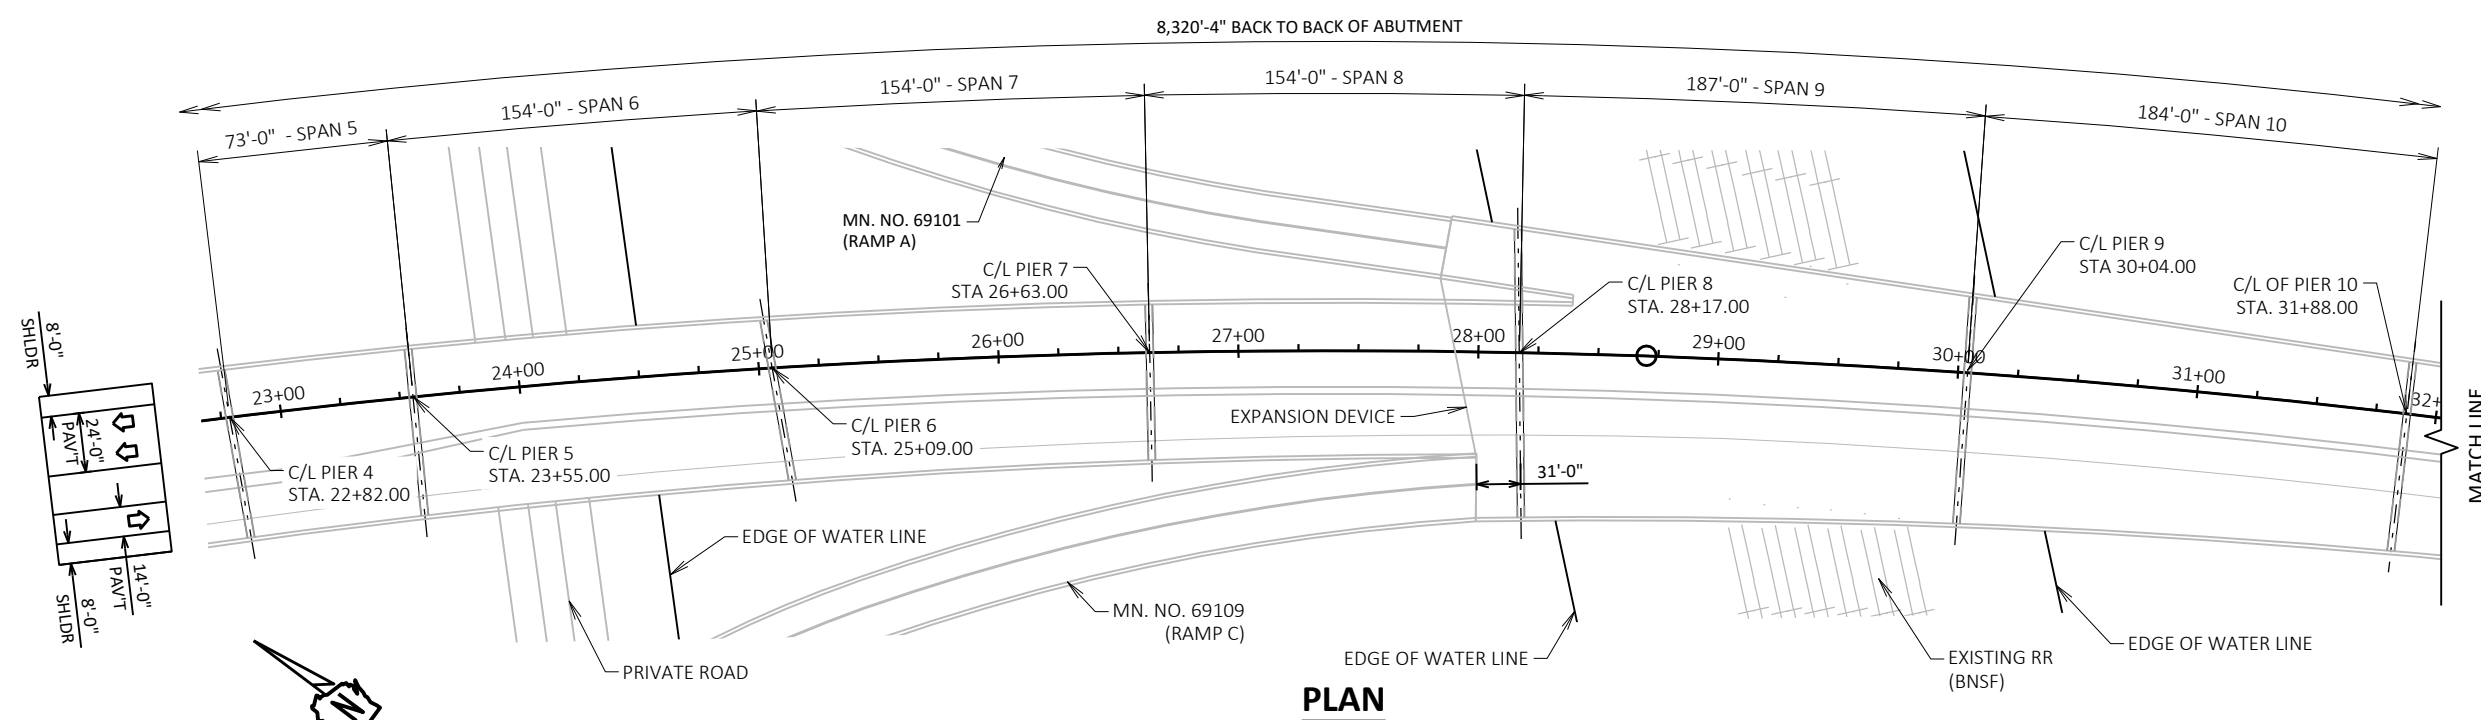 8,320'-4" BACK TO BACK OF ABUTMENT
73'-0" - SPAN 5
154'-0" - SPAN 6
154'-0" - SPAN 7
154'-0" - SPAN 8
187'-0" - SPAN 9
184'-0" - SPAN 10
MN. NO. 69101
(RAMP A)
C/L PIER 7
STA 26+63.00
C/L PIER 8
STA. 28+17.00
C/L PIER 9
STA 30+04.00
C/L OF PIER 10
STA. 31+88.00
23+00
24+00
25+00
26+00
27+00
28+00
29+00
30+00
31+00
32+
8'-0"
SHLDR
24'-0"
PAV'T
14'-0"
PAV'T
8'-0"
SHLDR
C/L PIER 4
STA. 22+82.00
C/L PIER 5
STA. 23+55.00
C/L PIER 6
STA. 25+09.00
EXPANSION DEVICE
31'-0"
MATCH LINE
EDGE OF WATER LINE
PRIVATE ROAD
MN. NO. 69109
(RAMP C)
EDGE OF WATER LINE
EXISTING RR
(BNSF)
EDGE OF WATER LINE
N
PLAN